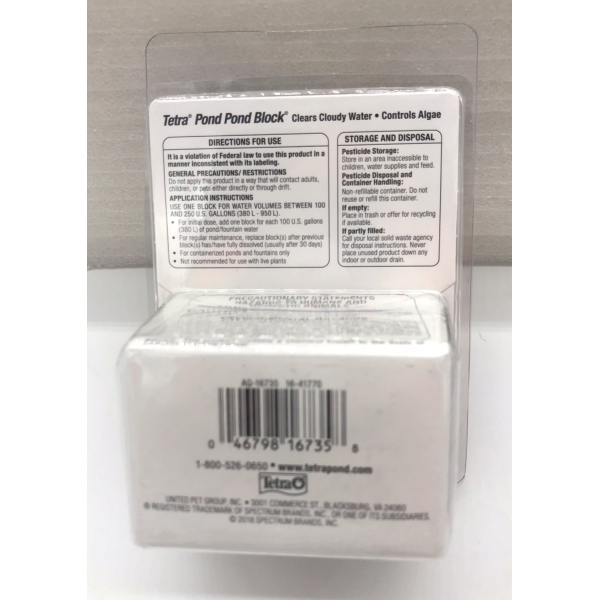 Tetra® Pond Pond Block® Clears Cloudy Water • Controls Algae
DIRECTIONS FOR USE
It is a violation of Federal law to use this product in a
manner inconsistent with its labeling.
GENERAL PRECAUTIONS/ RESTRICTIONS
Do not apply this product in a way that will contact adults,
children, or pets either directly or through drift.
APPLICATION INSTRUCTIONS
USE ONE BLOCK FOR WATER VOLUMES BETWEEN 100
AND 250 U.S. GALLONS (380 L - 950 L).
• For initial dose, add one block for each 100 U.S. gallons
(380 L) of pond/fountain water
• For regular maintenance, replace block(s) after previous
block(s) has/have fully dissolved (usually after 30 days)
• For containerized ponds and fountains only
• Not recommended for use with live plants
STORAGE AND DISPOSAL
Pesticide Storage:
Store in an area inaccessible to
children, water supplies and feed.
Pesticide Disposal and
Container Handling:
Non-refillable container. Do not
reuse or refill this container.
If empty:
Place in trash or offer for recycling
if available.
If partly filled:
Call your local solid waste agency
for disposal instructions. Never
place unused product down any
indoor or outdoor drain.
PRECAUTIONARY STATEMENTS
HAZARDS TO HUMANS AND
AG-16735 16-41770
0 46798 16735 8
1-800-526-0650 • www.tetrapond.com
Tetra
UNITED PET GROUP, INC. • 3001 COMMERCE ST., BLACKSBURG, VA 24060
® REGISTERED TRADEMARK OF SPECTRUM BRANDS, INC., OR ONE OF ITS SUBSIDIARIES.
© 2018 SPECTRUM BRANDS, INC.